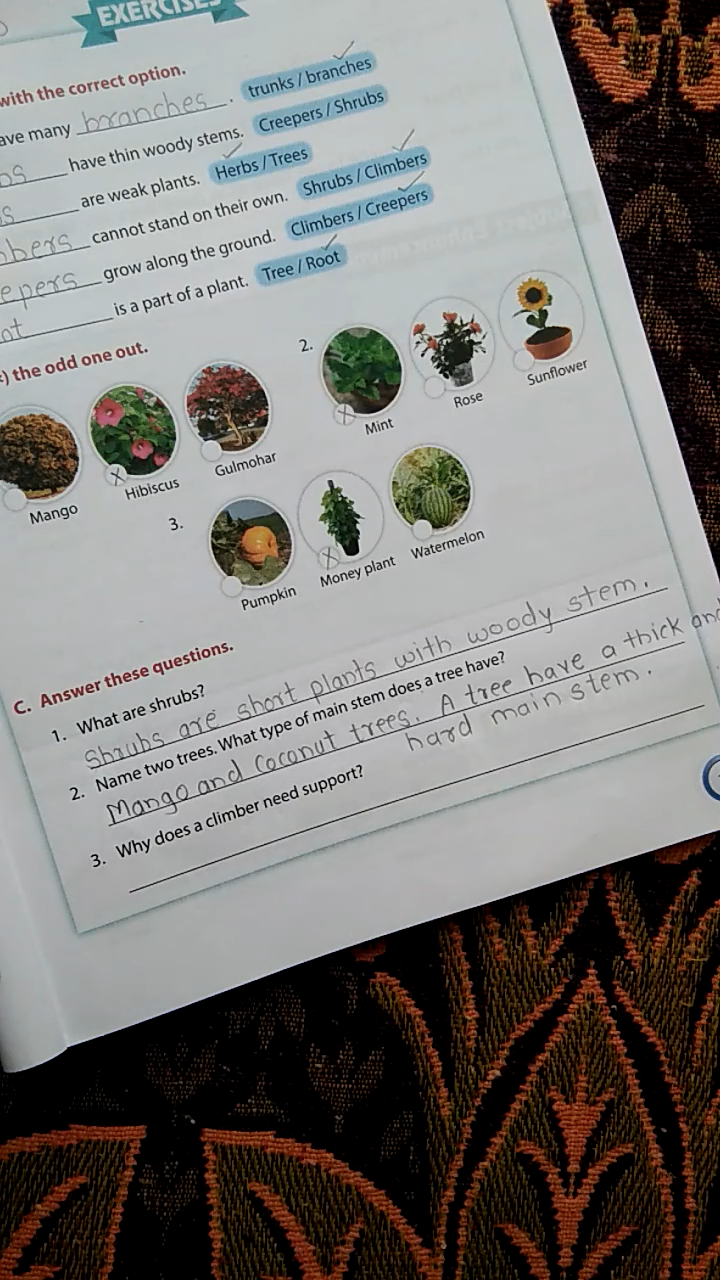 EXERCISES
with the correct option.
ave many branches . trunks / branches
bs have thin woody stems. Creepers / Shrubs
s are weak plants. Herbs / Trees
mbers cannot stand on their own. Shrubs / Climbers
epers grow along the ground. Climbers / Creepers
ot is a part of a plant. Tree / Root
) the odd one out.
Mango Hibiscus Gulmohar
2. Mint Rose Sunflower
3. Pumpkin Money plant Watermelon
C. Answer these questions.
1. What are shrubs?
Shrubs are short plants with woody stem.
2. Name two trees. What type of main stem does a tree have?
Mango and Coconut trees. A tree have a thick and
hard main stem.
3. Why does a climber need support?